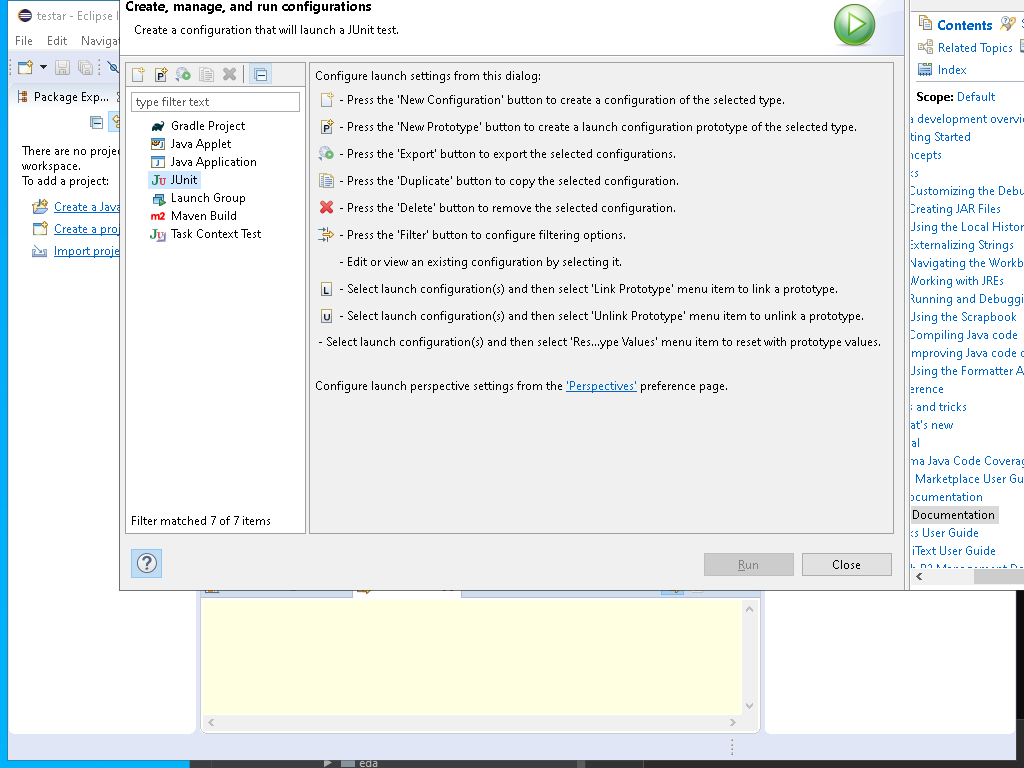 Create, manage, and run configurations
Create a configuration that will launch a JUnit test.
testar - Eclipse I
File Edit Navigat
Package Exp...
There are no proje
workspace.
To add a project:
Create a Java
Create a proj
Import proje
type filter text
Gradle Project
Java Applet
Java Application
JUnit
Launch Group
Maven Build
Task Context Test
Filter matched 7 of 7 items
Configure launch settings from this dialog:
- Press the 'New Configuration' button to create a configuration of the selected type.
- Press the 'New Prototype' button to create a launch configuration prototype of the selected type.
- Press the 'Export' button to export the selected configurations.
- Press the 'Duplicate' button to copy the selected configuration.
- Press the 'Delete' button to remove the selected configuration.
- Press the 'Filter' button to configure filtering options.
- Edit or view an existing configuration by selecting it.
- Select launch configuration(s) and then select 'Link Prototype' menu item to link a prototype.
- Select launch configuration(s) and then select 'Unlink Prototype' menu item to unlink a prototype.
- Select launch configuration(s) and then select 'Res...ype Values' menu item to reset with prototype values.
Configure launch perspective settings from the 'Perspectives' preference page.
Run
Close
Contents
Related Topics
Index
Scope: Default
a development overvi
ting Started
ncepts
ks
Customizing the Debu
Creating JAR Files
Using the Local Histor
Externalizing Strings
Navigating the Workb
Working with JREs
Running and Debuggi
Using the Scrapbook
Compiling Java code
Improving Java code q
Using the Formatter A
erence
s and tricks
at's new
al
ma Java Code Coverag
Marketplace User Gu
ocumentation
Documentation
ks User Guide
iText User Guide
eda